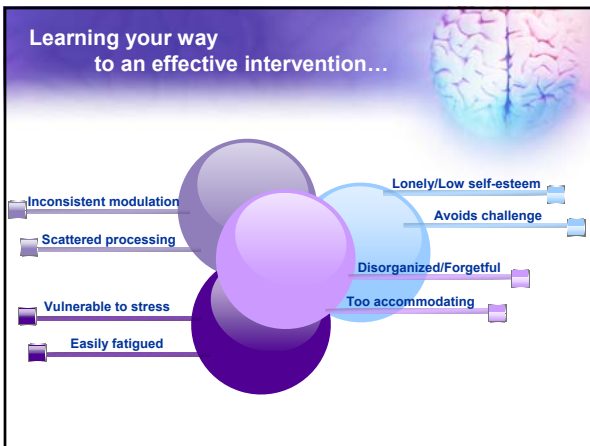 Learning your way
to an effective intervention…
Lonely/Low self-esteem
Inconsistent modulation
Avoids challenge
Scattered processing
Disorganized/Forgetful
Vulnerable to stress
Too accommodating
Easily fatigued